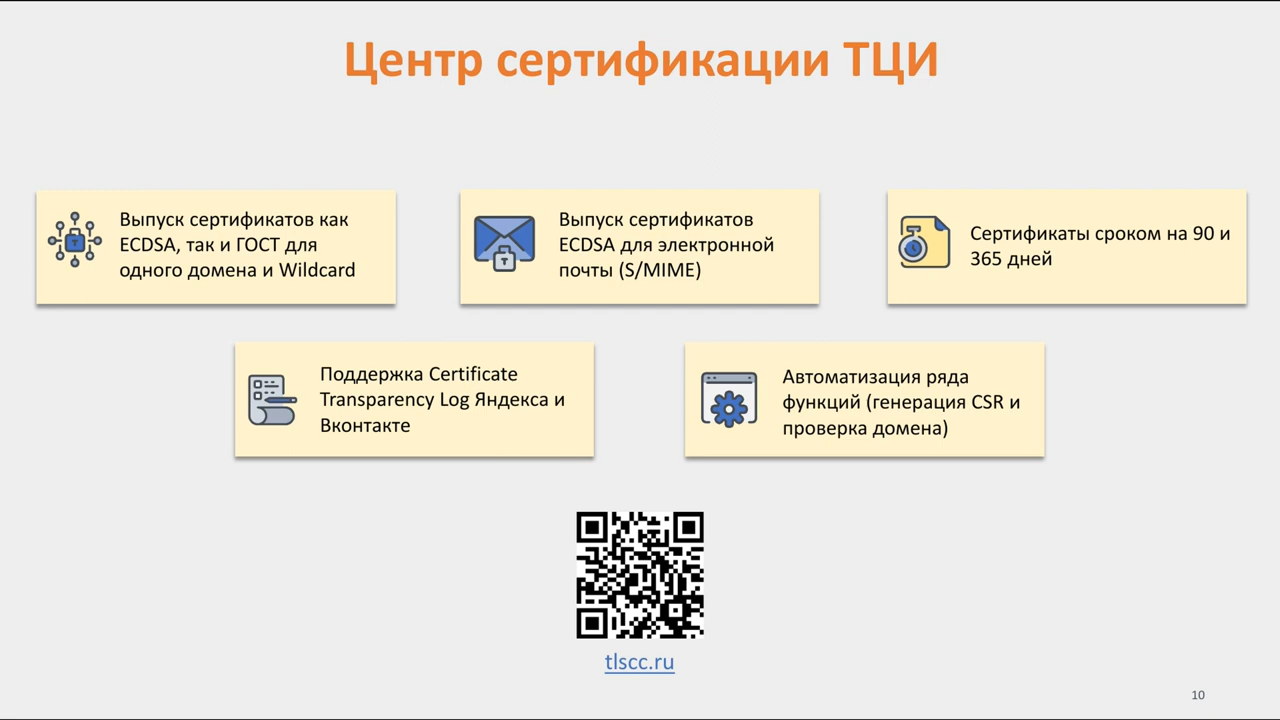 Центр сертификации ТЦИ
Выпуск сертификатов как
ECDSA, так и ГОСТ для
одного домена и Wildcard
Выпуск сертификатов
ECDSA для электронной
почты (S/MIME)
Сертификаты сроком на 90 и
365 дней
Поддержка Certificate
Transparency Log Яндекса и
Вконтакте
Автоматизация ряда
функций (генерация CSR и
проверка домена)
tlscc.ru
10